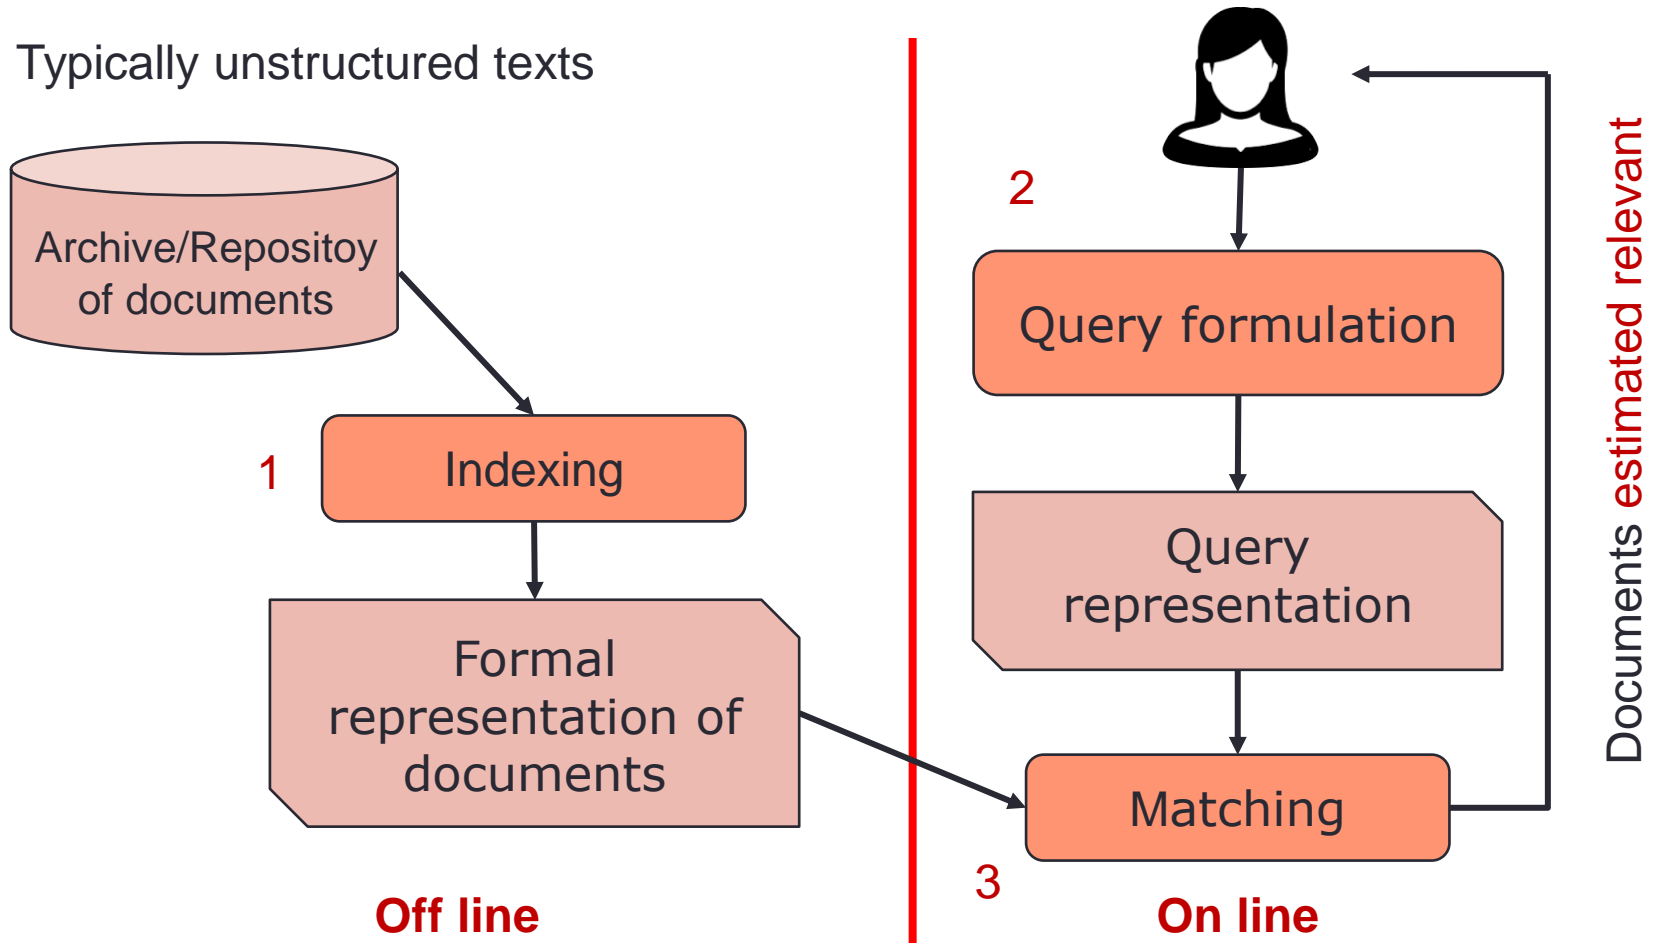 Typically unstructured texts
Archive/Repositoy
of documents
1
Indexing
Formal
representation of
documents
Off line
2
Query formulation
Query
representation
Matching
3
On line
Documents estimated relevant